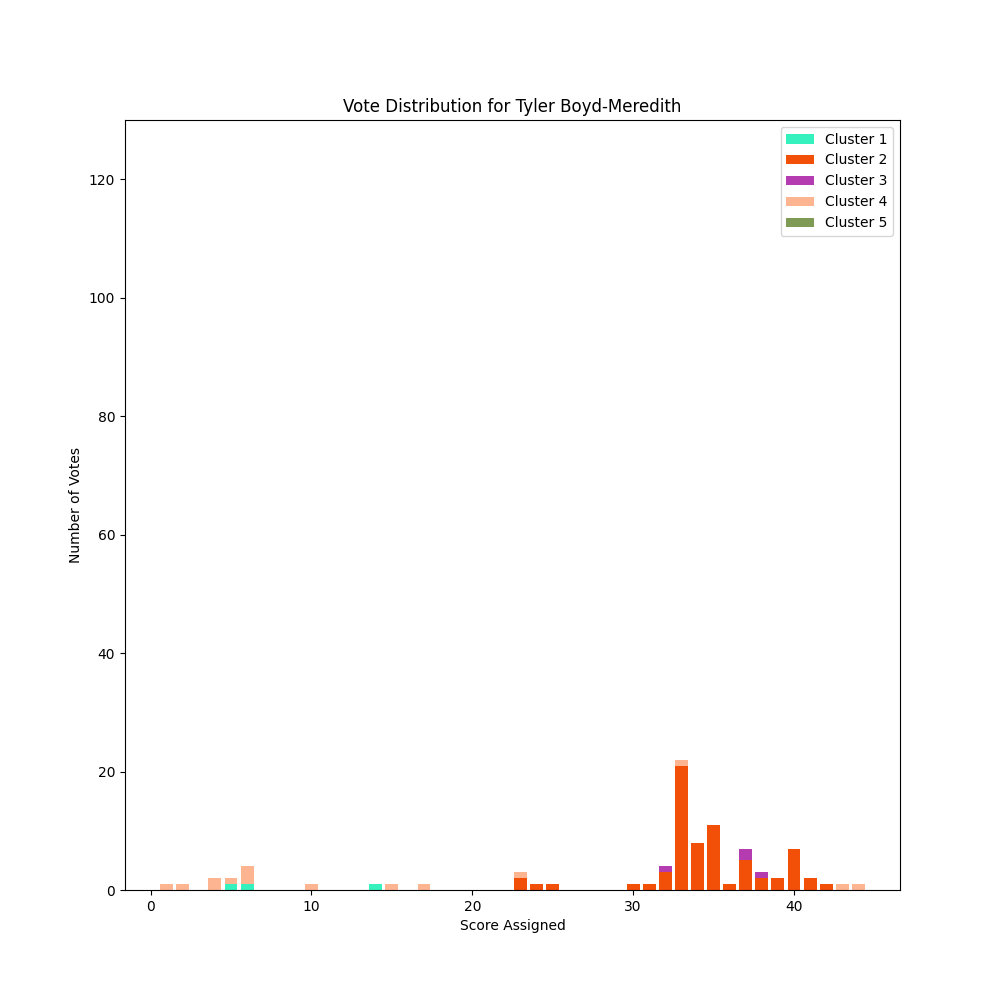 Vote Distribution for Tyler Boyd-Meredith
Cluster 1
Cluster 2
Cluster 3
Cluster 4
Cluster 5
120
100
80
60
40
20
0
Number of Votes
0 10 20 30 40
Score Assigned